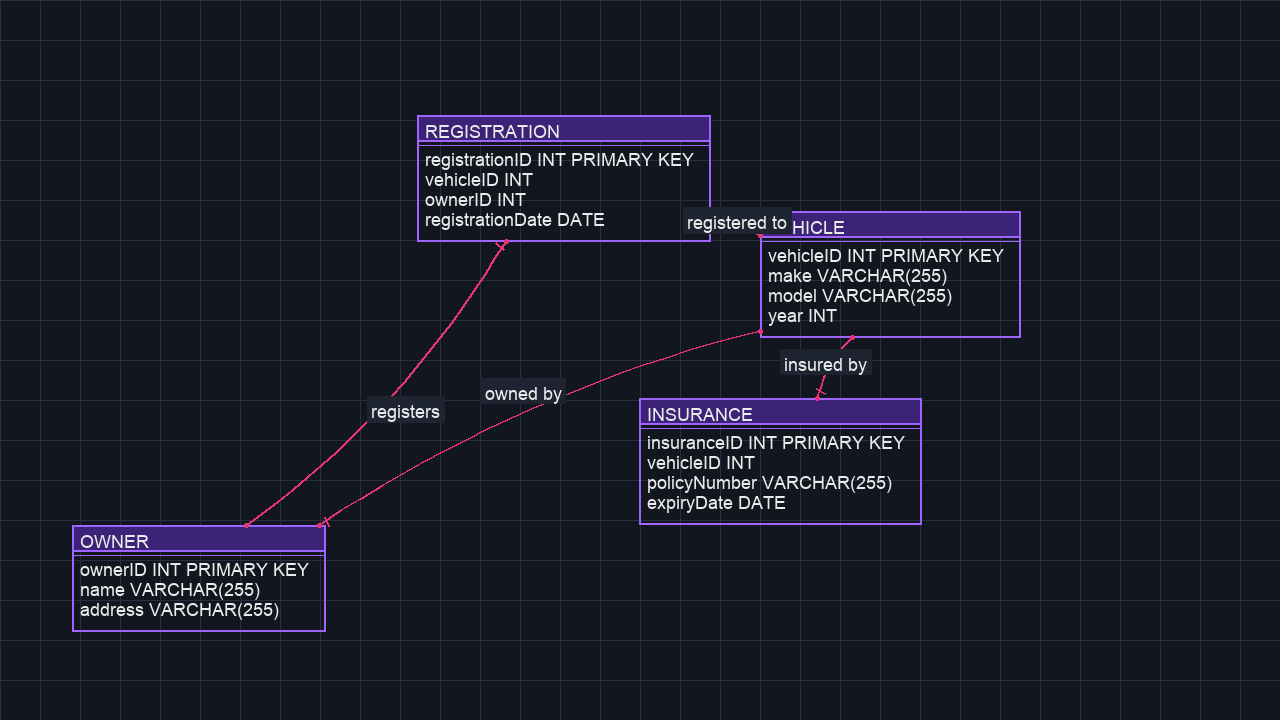 REGISTRATION
registrationID INT PRIMARY KEY
vehicleID INT
ownerID INT
registrationDate DATE
registered to
HICLE
vehicleID INT PRIMARY KEY
make VARCHAR(255)
model VARCHAR(255)
year INT
insured by
owned by
registers
INSURANCE
insuranceID INT PRIMARY KEY
vehicleID INT
policyNumber VARCHAR(255)
expiryDate DATE
OWNER
ownerID INT PRIMARY KEY
name VARCHAR(255)
address VARCHAR(255)